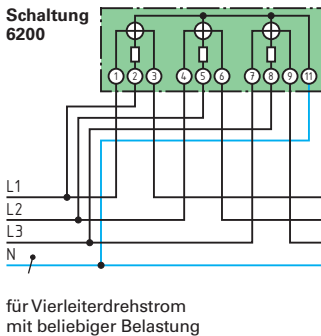 Schaltung
6200
1 2 3 4 5 6 7 8 9 11
L1
L2
L3
N
für Vierleiterdrehstrom
mit beliebiger Belastung